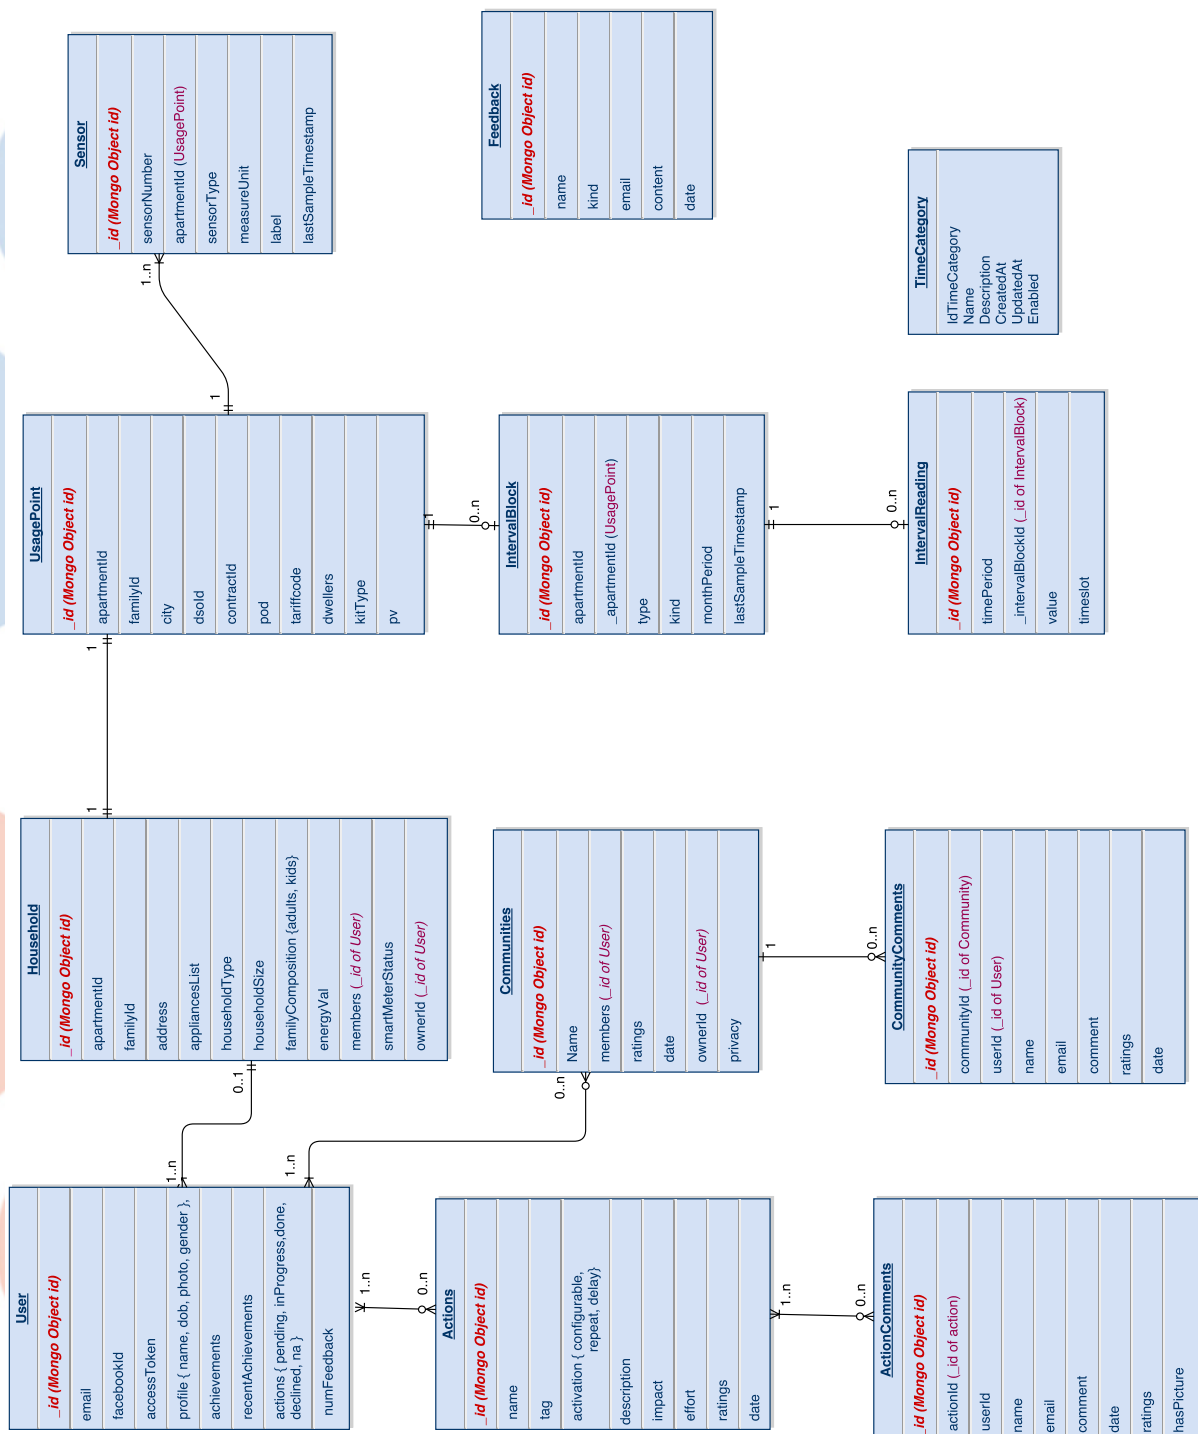 User
_id (Mongo Object id)
email
facebookId
accessToken
profile { name, dob, photo, gender },
achievements
recentAchievements
actions { pending, inProgress,done,
declined, na }
numFeedback
1..n
0..1
1..n
0..n
1..n
0..n
Household
_id (Mongo Object id)
apartmentId
familyId
address
appliancesList
householdType
householdSize
familyComposition {adults, kids}
energyVal
members (_id of User)
smartMeterStatus
ownerId (_id of User)
1
1
UsagePoint
_id (Mongo Object id)
apartmentId
familyId
city
dsoId
contractId
pod
tariffcode
dwellers
kitType
pv
1
1..n
Sensor
_id (Mongo Object id)
sensorNumber
apartmentId (UsagePoint)
sensorType
measureUnit
label
lastSampleTimestamp
Actions
_id (Mongo Object id)
name
tag
activation { configurable,
repeat, delay}
description
impact
effort
ratings
date
1..n
0..n
Communities
_id (Mongo Object id)
Name
members (_id of User)
ratings
date
ownerId (_id of User)
privacy
1
0..n
1
0..n
IntervalBlock
_id (Mongo Object id)
apartmentId
_apartmentId (UsagePoint)
type
kind
monthPeriod
lastSampleTimestamp
1
0..n
Feedback
_id (Mongo Object id)
name
kind
email
content
date
ActionComments
_id (Mongo Object id)
actionId (_id of action)
userId
name
email
comment
date
ratings
hasPicture
CommunityComments
_id (Mongo Object id)
communityId (_id of Community)
userId (_id of User)
name
email
comment
ratings
date
IntervalReading
_id (Mongo Object id)
timePeriod
_intervalBlockId (_id of IntervalBlock)
value
timeslot
TimeCategory
IdTimeCategory
Name
Description
CreatedAt
UpdatedAt
Enabled